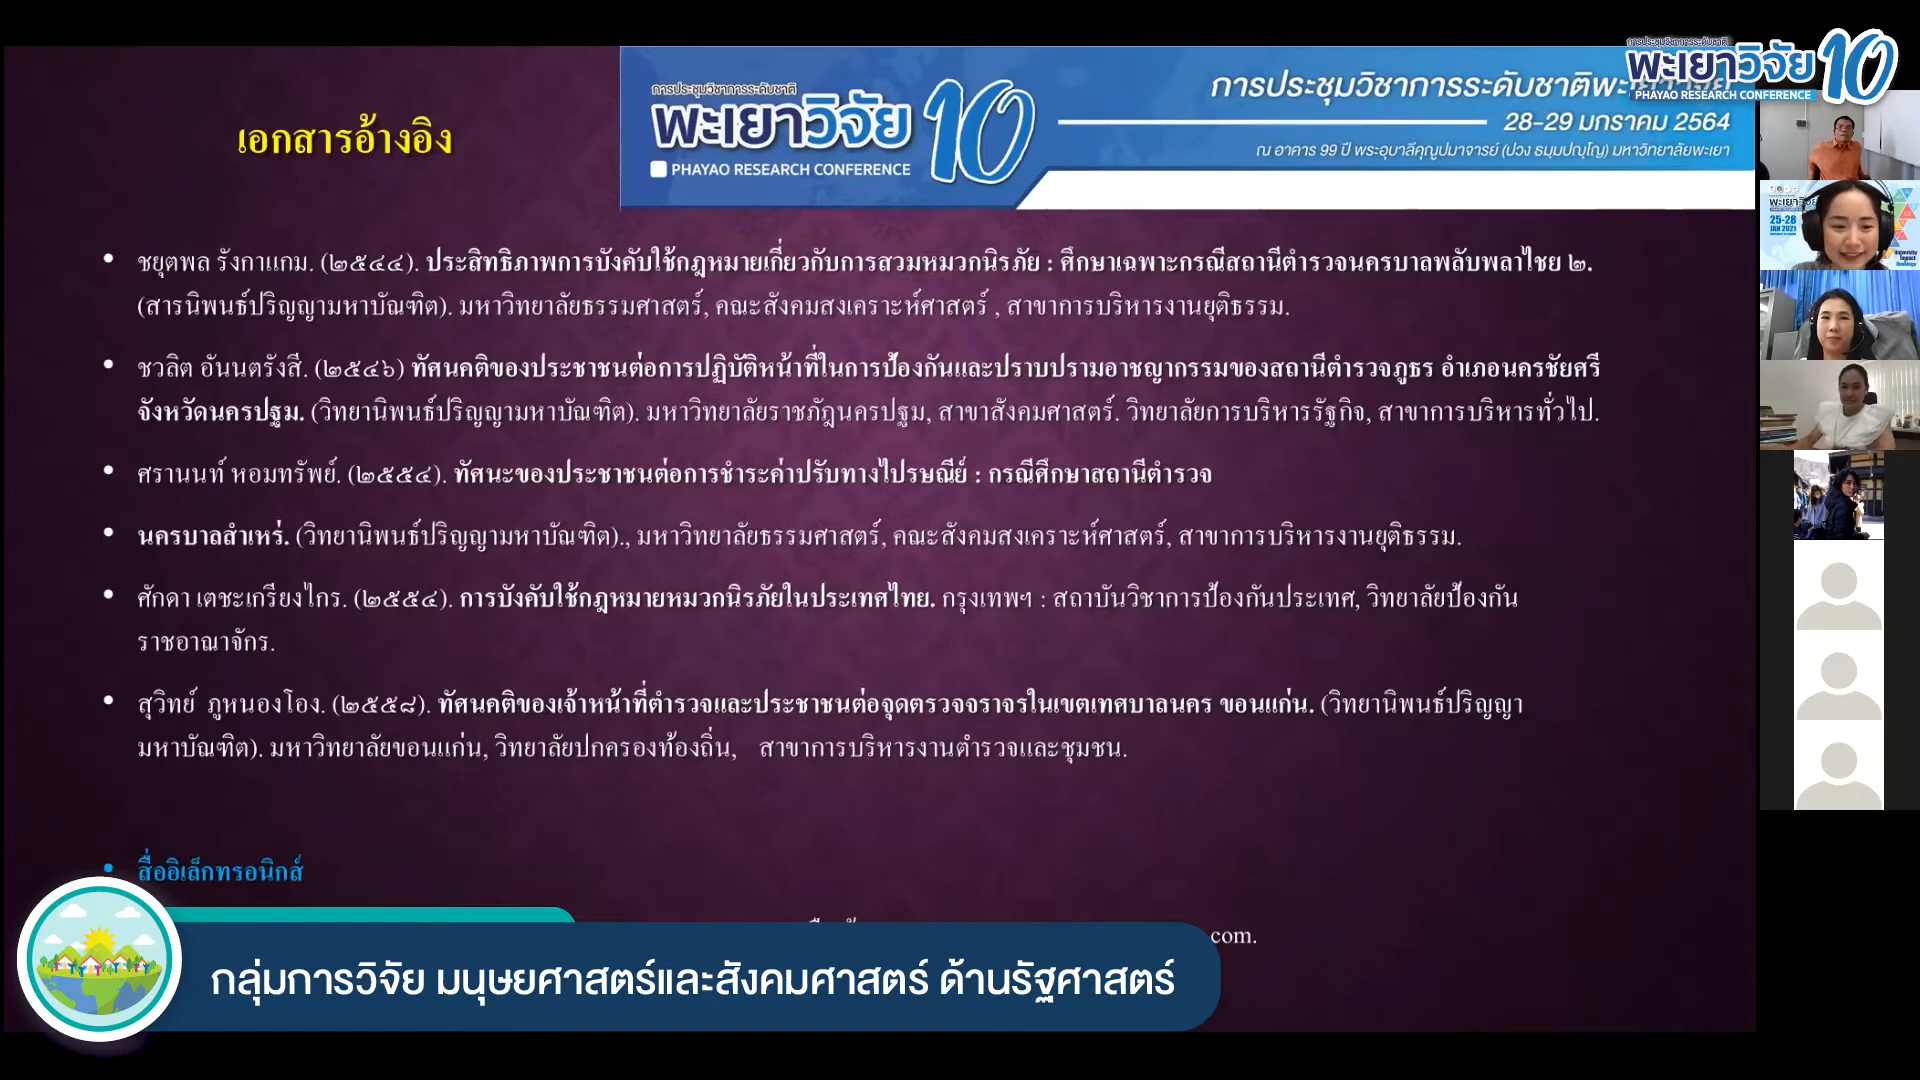 การประชุมวิชาการระดับชาติ
พะเยาวิจัย 10
PHAYAO RESEARCH CONFERENCE
เอกสารอ้างอิง
การประชุมวิชาการระดับชาติ
พะเยาวิจัย 10
PHAYAO RESEARCH CONFERENCE
การประชุมวิชาการระดับชาติพะเยาวิจัย
28-29 มกราคม 2564
ณ อาคาร 99 ปี พระอุบาลีคุณูปมาจารย์ (ปวง ธมฺมปญฺโญ) มหาวิทยาลัยพะเยา
• ชยุตพล รังกาแกม. (๒๕๔๔). ประสิทธิภาพการบังคับใช้กฎหมายเกี่ยวกับการสวมหมวกนิรภัย : ศึกษาเฉพาะกรณีสถานีตำรวจนครบาลพลับพลาไชย ๒.
(สารนิพนธ์ปริญญามหาบัณฑิต). มหาวิทยาลัยธรรมศาสตร์, คณะสังคมสงเคราะห์ศาสตร์ , สาขาการบริหารงานยุติธรรม.
• ชวลิต อันนตรังสี. (๒๕๔๖) ทัศนคติของประชาชนต่อการปฏิบัติหน้าที่ในการป้องกันและปราบปรามอาชญากรรมของสถานีตำรวจภูธร อำเภอนครชัยศรี
จังหวัดนครปฐม. (วิทยานิพนธ์ปริญญามหาบัณฑิต). มหาวิทยาลัยราชภัฎนครปฐม, สาขาสังคมศาสตร์. วิทยาลัยการบริหารรัฐกิจ, สาขาการบริหารทั่วไป.
• ศรานนท์ หอมทรัพย์. (๒๕๕๔). ทัศนะของประชาชนต่อการชำระค่าปรับทางไปรษณีย์ : กรณีศึกษาสถานีตำรวจ
• นครบาลสำเหร่. (วิทยานิพนธ์ปริญญามหาบัณฑิต)., มหาวิทยาลัยธรรมศาสตร์, คณะสังคมสงเคราะห์ศาสตร์, สาขาการบริหารงานยุติธรรม.
• ศักดา เตชะเกรียงไกร. (๒๕๕๔). การบังคับใช้กฎหมายหมวกนิรภัยในประเทศไทย. กรุงเทพฯ : สถาบันวิชาการป้องกันประเทศ, วิทยาลัยป้องกัน
ราชอาณาจักร.
• สุวิทย์ ภูหนองโอง. (๒๕๕๘). ทัศนคติของเจ้าหน้าที่ตำรวจและประชาชนต่อจุดตรวจจราจรในเขตเทศบาลนคร ขอนแก่น. (วิทยานิพนธ์ปริญญา
มหาบัณฑิต). มหาวิทยาลัยขอนแก่น, วิทยาลัยปกครองท้องถิ่น, สาขาการบริหารงานตำรวจและชุมชน.
• สื่ออิเล็กทรอนิกส์
com.
กลุ่มการวิจัย มนุษยศาสตร์และสังคมศาสตร์ ด้านรัฐศาสตร์
25-28
JAN 2021